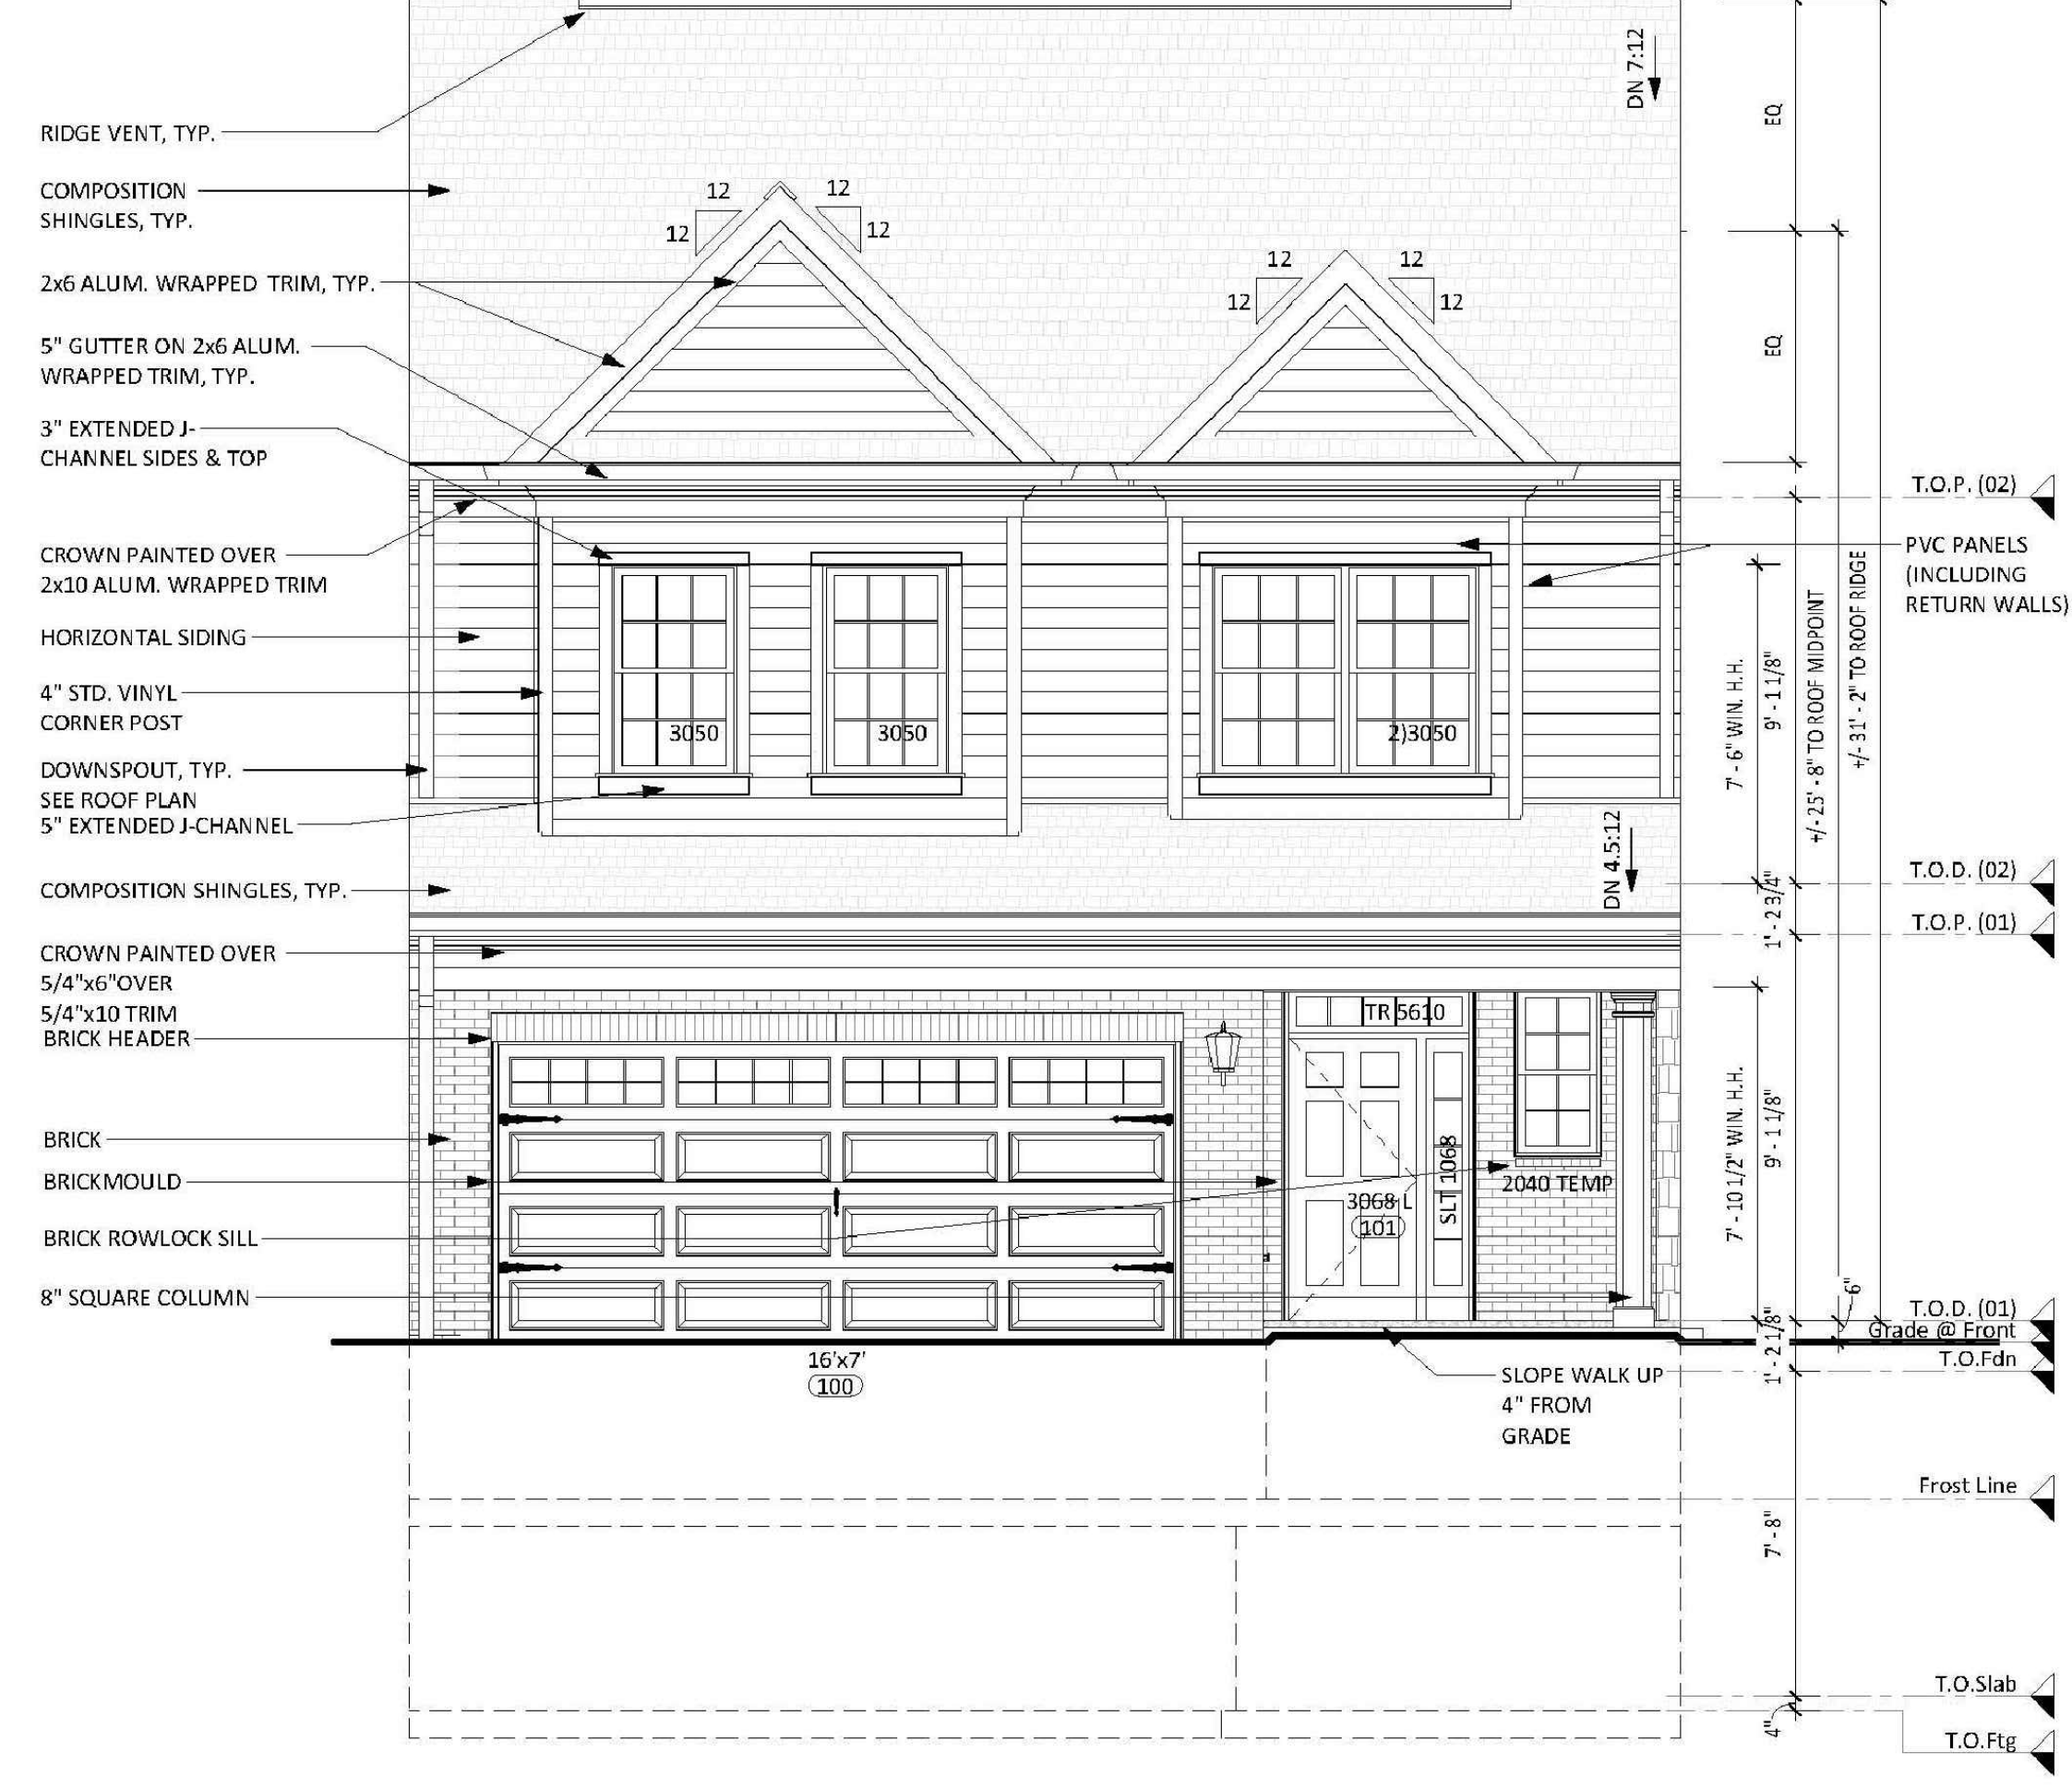 DN 7:12
EQ
RIDGE VENT, TYP.
COMPOSITION
SHINGLES, TYP.
12
12
12
12
12
12
12
12
2x6 ALUM. WRAPPED TRIM, TYP.
5" GUTTER ON 2x6 ALUM.
WRAPPED TRIM, TYP.
EQ
3" EXTENDED J-
CHANNEL SIDES & TOP
T.O.P. (02)
CROWN PAINTED OVER
2x10 ALUM. WRAPPED TRIM
PVC PANELS
(INCLUDING
RETURN WALLS)
HORIZONTAL SIDING
4" STD. VINYL
CORNER POST
3050
3050
2)3050
7' - 6" WIN. H.H.
9' - 1 1/8"
+/- 25' - 8" TO ROOF MIDPOINT
+/- 31' - 2" TO ROOF RIDGE
DOWNSPOUT, TYP.
SEE ROOF PLAN
5" EXTENDED J-CHANNEL
DN 4.5:12
COMPOSITION SHINGLES, TYP.
T.O.D. (02)
1' - 2 3/4"
T.O.P. (01)
CROWN PAINTED OVER
5/4"x6"OVER
5/4"x10 TRIM
BRICK HEADER
TR 5610
BRICK
BRICKMOULD
BRICK ROWLOCK SILL
8" SQUARE COLUMN
3068 L
101
SLT 1068
2040 TEMP
7' - 10 1/2" WIN. H.H.
9' - 1 1/8"
6"
T.O.D. (01)
Grade @ Front
T.O.Fdn
1' - 2 1/8"
16'x7'
100
SLOPE WALK UP
4" FROM
GRADE
Frost Line
7' - 8"
T.O.Slab
4"
T.O.Ftg